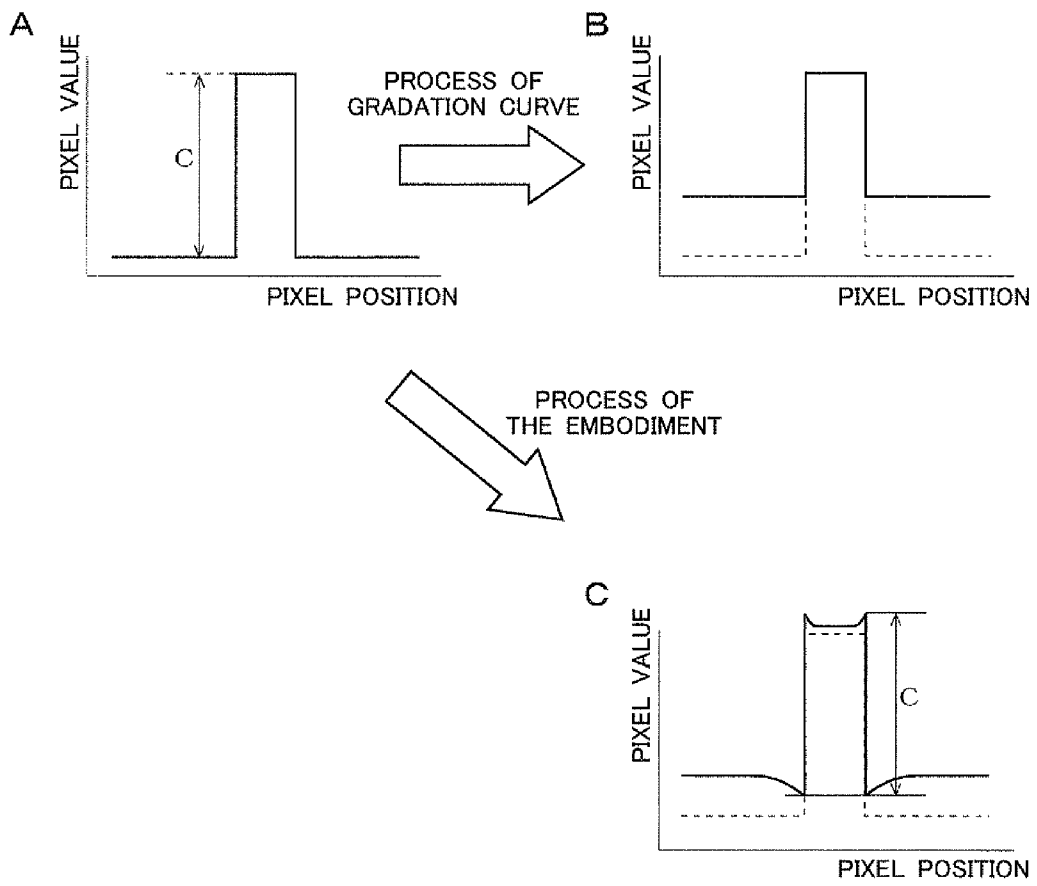 A
B
PIXEL VALUE
C
PIXEL POSITION
PROCESS OF
GRADATION CURVE
PIXEL VALUE
PIXEL POSITION
PROCESS OF
THE EMBODIMENT
C
PIXEL VALUE
C
PIXEL POSITION